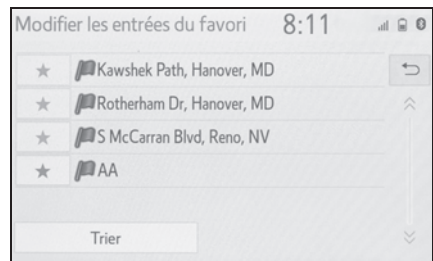 Modifier les entrées du favori 8:11
Kawshek Path, Hanover, MD
Rotherham Dr, Hanover, MD
S McCarran Blvd, Reno, NV
AA
Trier